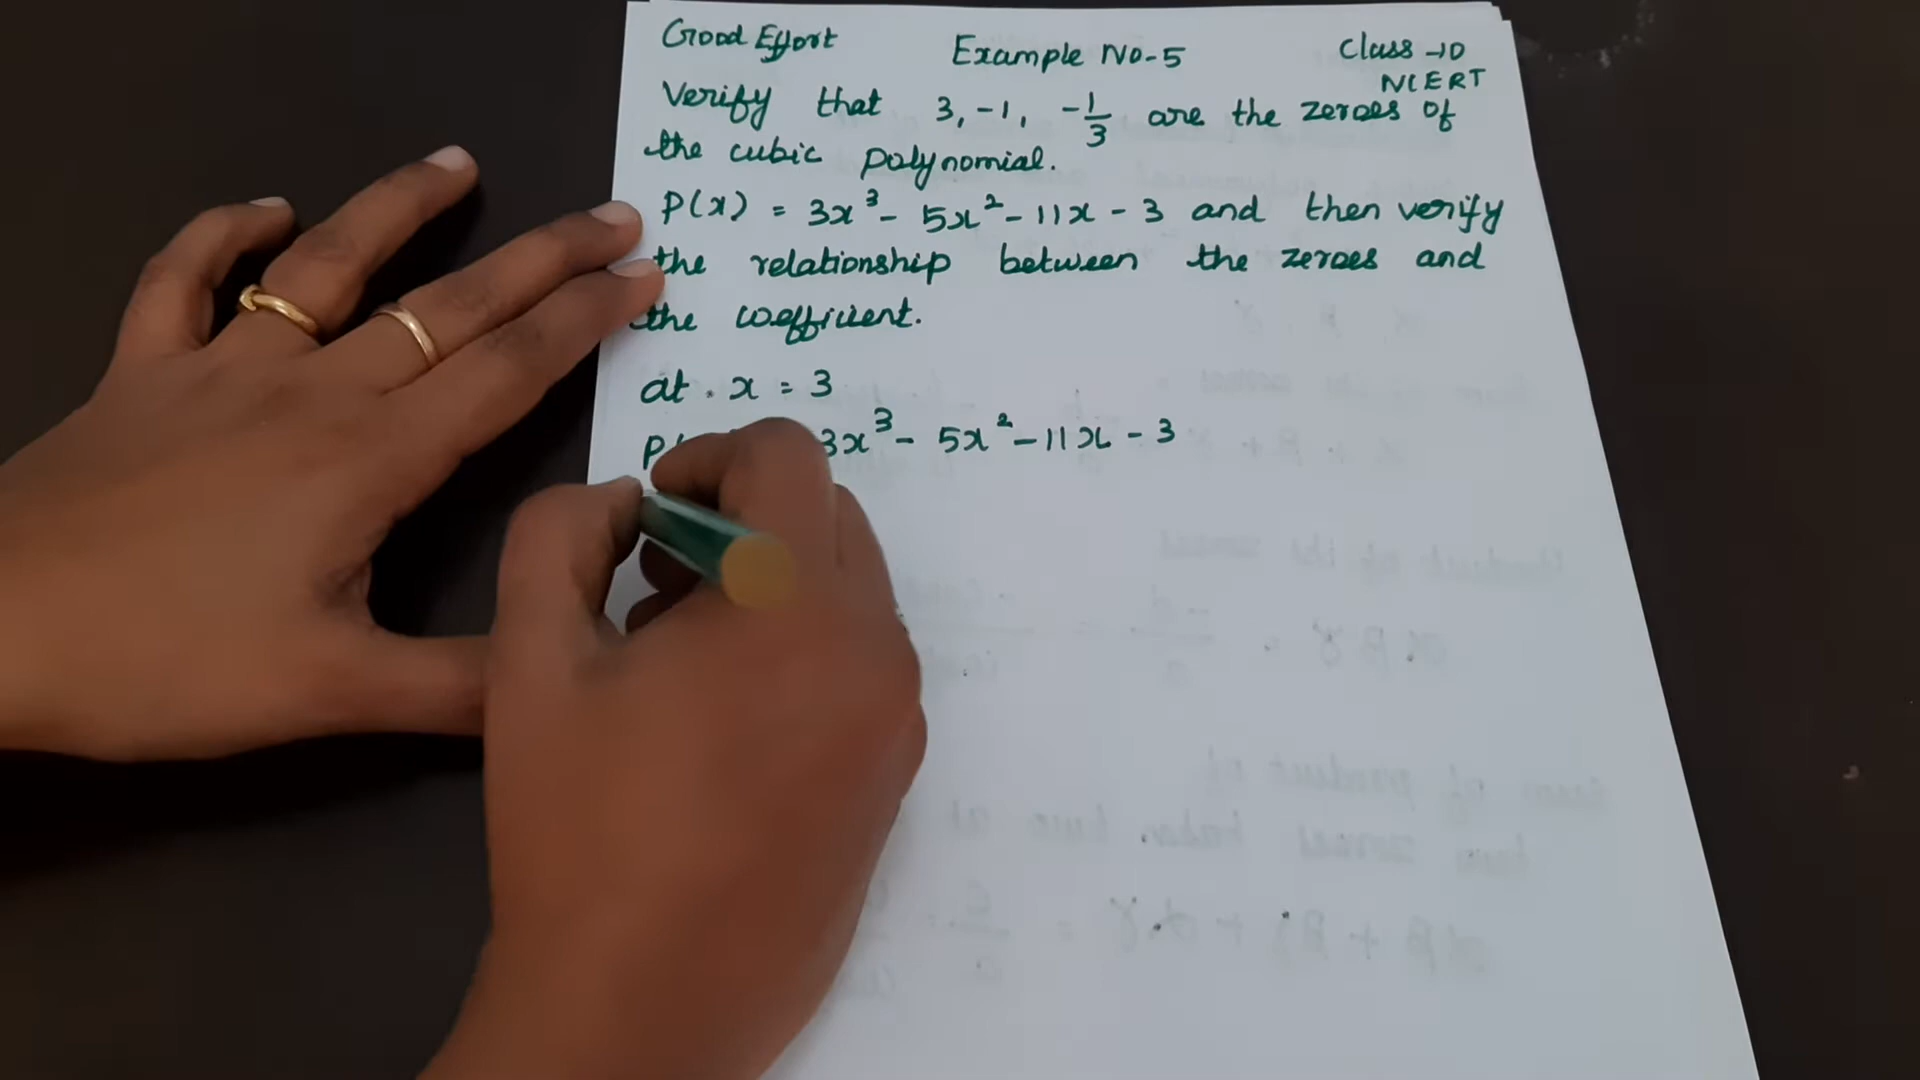 Good Effort Example No-5 Class-10
NCERT
Verify that 3, -1, -1/3 are the zeroes of
the cubic polynomial.
P(x) = 3x³ - 5x² - 11x - 3 and then verify
the relationship between the zeroes and
the coefficient.
at. x = 3
P( 3x³ - 5x² - 11x - 3